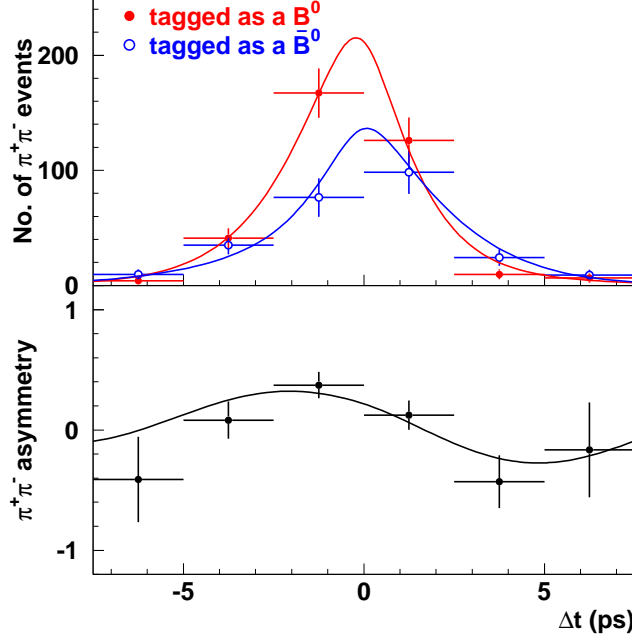 tagged as a B⁰
tagged as a B̄⁰
No. of π⁺π⁻ events
200
100
0
π⁺π⁻ asymmetry
1
0
-1
-5
0
5
Δt (ps)